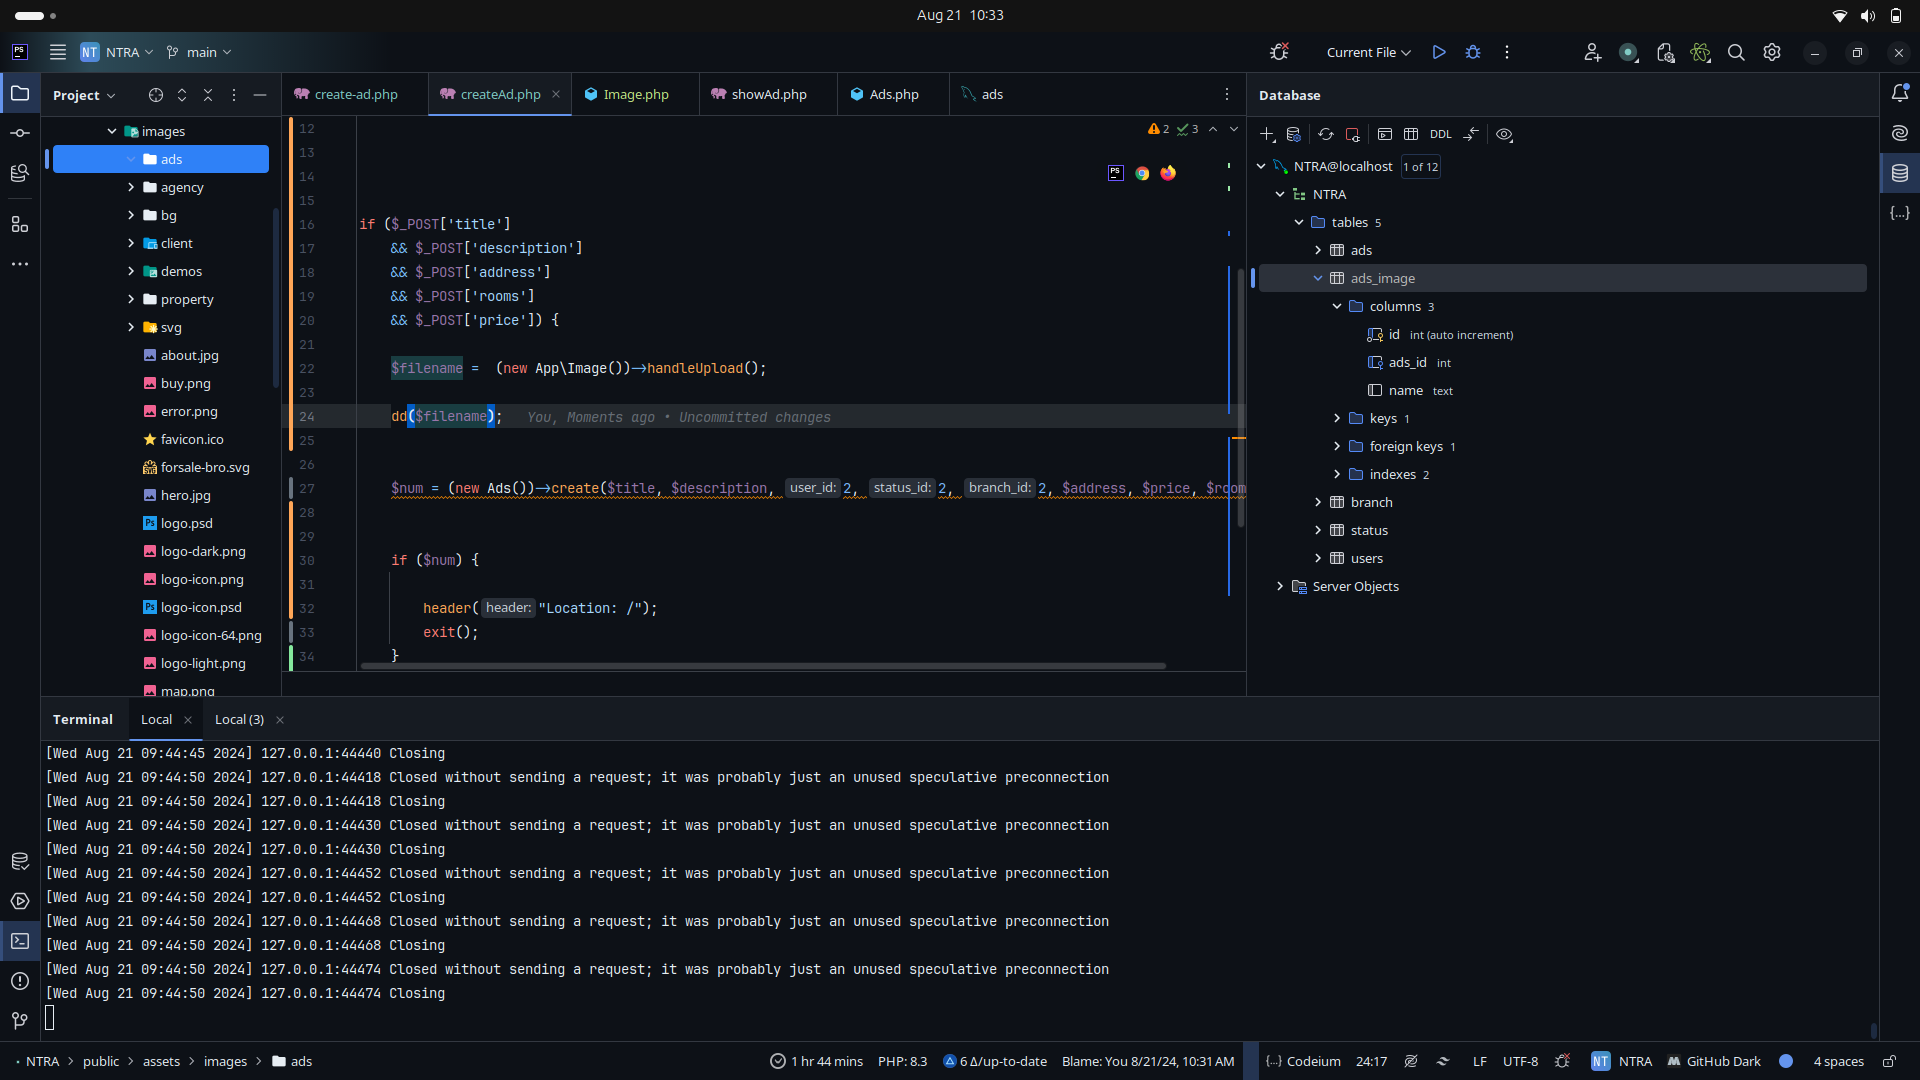 Aug 21 10:33
PS
NT NTRA main
Current File
Project
create-ad.php
createAd.php
Image.php
showAd.php
Ads.php
ads
Database
images
ads
agency
bg
client
demos
property
svg
about.jpg
buy.png
error.png
favicon.ico
forsale-bro.svg
hero.jpg
Ps logo.psd
logo-dark.png
logo-icon.png
Ps logo-icon.psd
logo-icon-64.png
logo-light.png
map.png
2 3
PS
12
13
14
15
16 if ($_POST['title']
17 && $_POST['description']
18 && $_POST['address']
19 && $_POST['rooms']
20 && $_POST['price']) {
21
22 $filename = (new App\Image())->handleUpload();
23
24 dd($filename); You, Moments ago • Uncommitted changes
25
26
27 $num = (new Ads())->create($title, $description, user_id: 2, status_id: 2, branch_id: 2, $address, $price, $room
28
29
30 if ($num) {
31
32 header( header: "Location: /");
33 exit();
34 }
DDL
NTRA@localhost 1 of 12
NTRA
tables 5
ads
ads_image
columns 3
id int (auto increment)
ads_id int
name text
keys 1
foreign keys 1
indexes 2
branch
status
users
Server Objects
Terminal Local Local (3)
[Wed Aug 21 09:44:45 2024] 127.0.0.1:44440 Closing
[Wed Aug 21 09:44:50 2024] 127.0.0.1:44418 Closed without sending a request; it was probably just an unused speculative preconnection
[Wed Aug 21 09:44:50 2024] 127.0.0.1:44418 Closing
[Wed Aug 21 09:44:50 2024] 127.0.0.1:44430 Closed without sending a request; it was probably just an unused speculative preconnection
[Wed Aug 21 09:44:50 2024] 127.0.0.1:44430 Closing
[Wed Aug 21 09:44:50 2024] 127.0.0.1:44452 Closed without sending a request; it was probably just an unused speculative preconnection
[Wed Aug 21 09:44:50 2024] 127.0.0.1:44452 Closing
[Wed Aug 21 09:44:50 2024] 127.0.0.1:44468 Closed without sending a request; it was probably just an unused speculative preconnection
[Wed Aug 21 09:44:50 2024] 127.0.0.1:44468 Closing
[Wed Aug 21 09:44:50 2024] 127.0.0.1:44474 Closed without sending a request; it was probably just an unused speculative preconnection
[Wed Aug 21 09:44:50 2024] 127.0.0.1:44474 Closing
NTRA > public > assets > images > ads
1 hr 44 mins PHP: 8.3 6 Δ/up-to-date Blame: You 8/21/24, 10:31 AM {...} Codeium 24:17 LF UTF-8 NT NTRA GitHub Dark 4 spaces